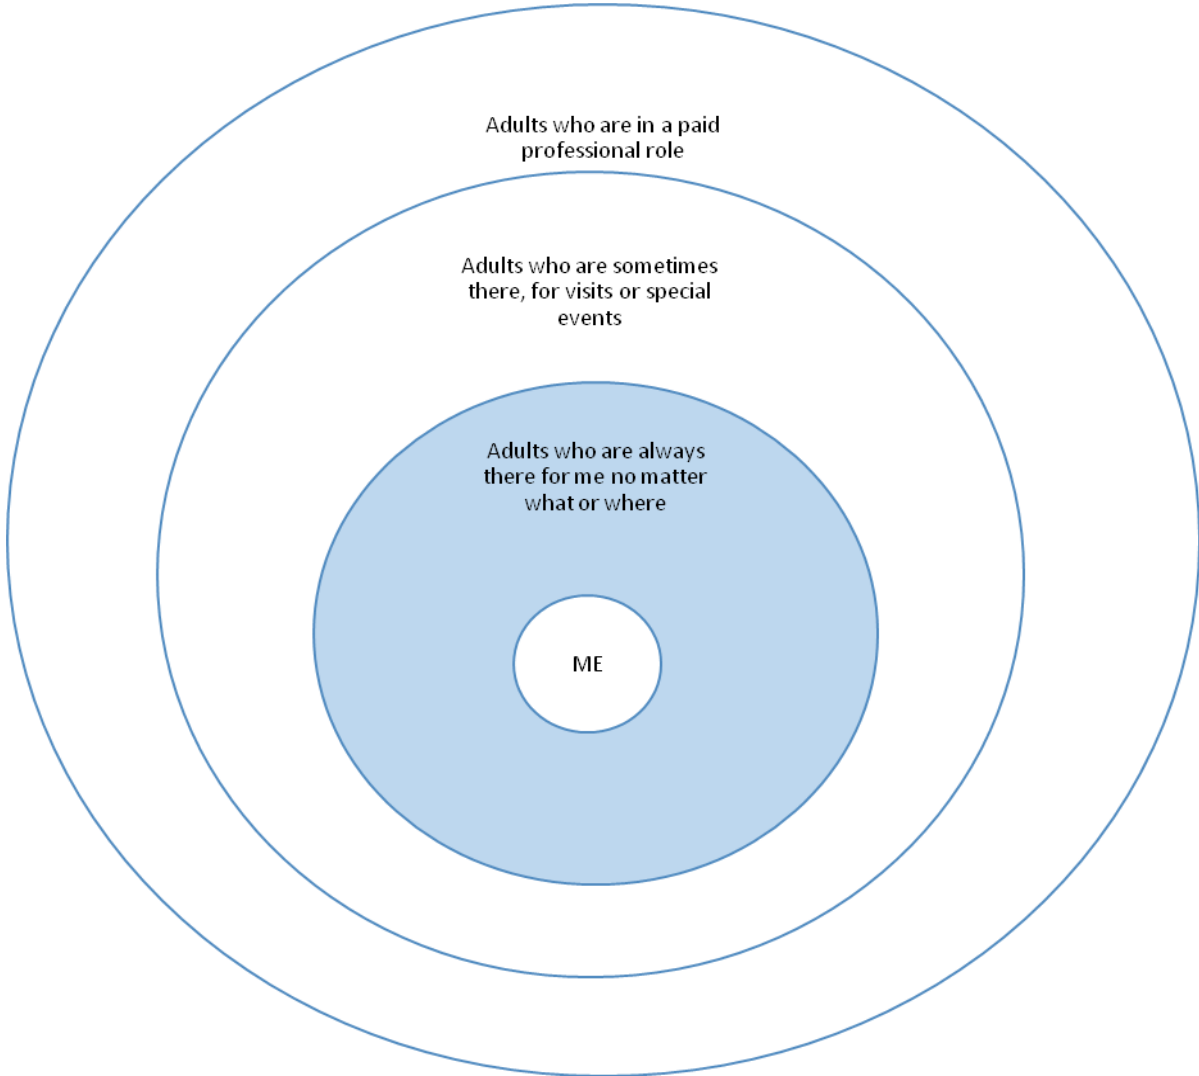 Adults who are in a paid
professional role
Adults who are sometimes
there, for visits or special
events
Adults who are always
there for me no matter
what or where
ME